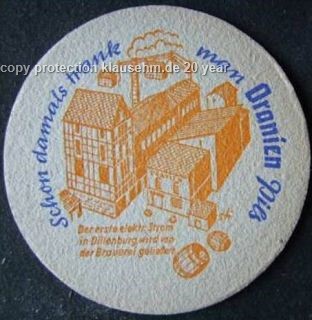 copy protection klausehm.de 20 year
Schon damals trank man Oranien Pils
Der erste elektr. Strom
in Dillenburg, wird von
der Brauerei geliefert